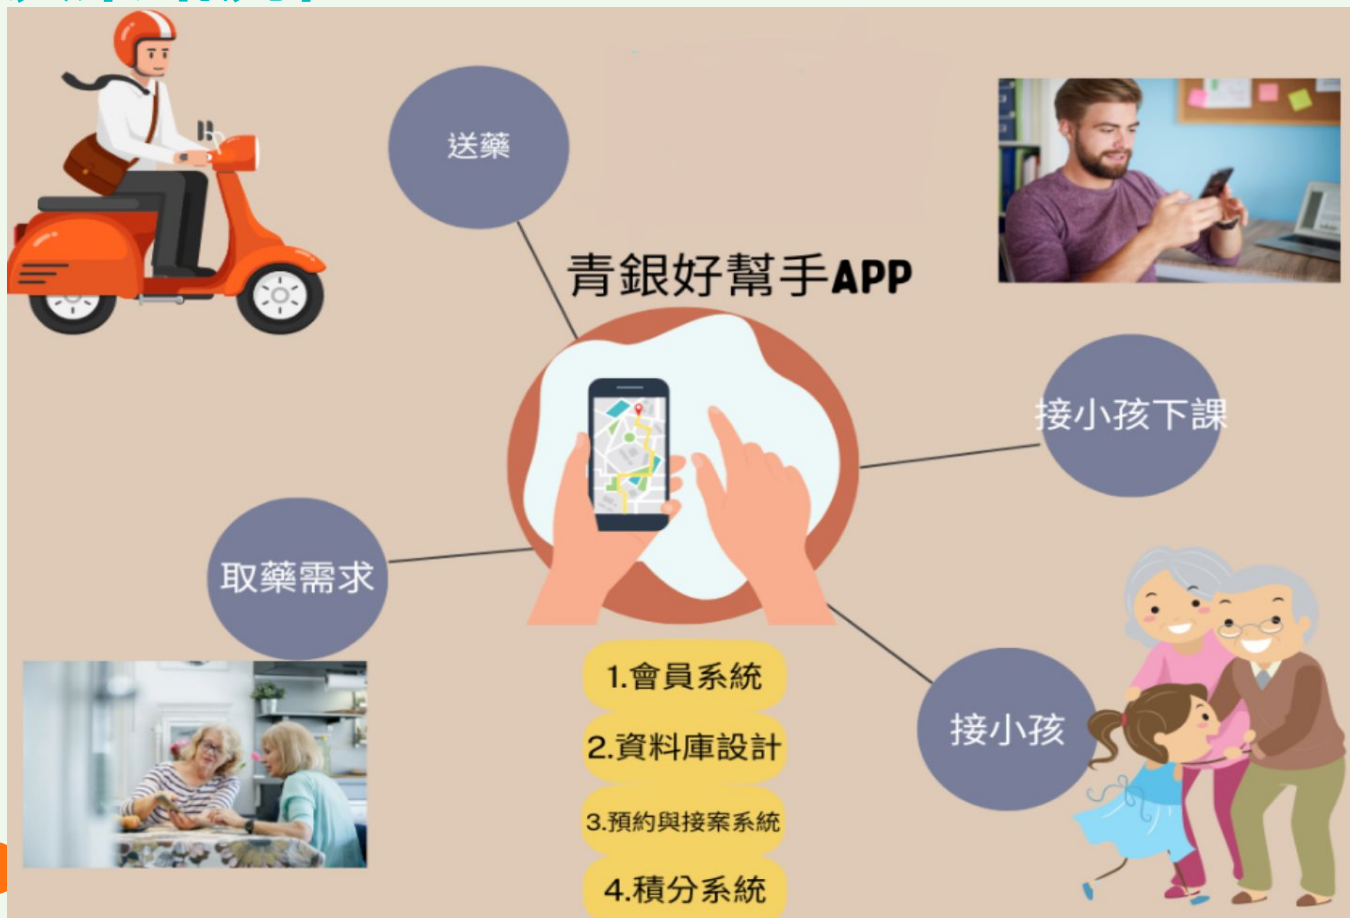 送藥
青銀好幫手APP
接小孩下課
取藥需求
接小孩
1.會員系統
2.資料庫設計
3.預約與接案系統
4.積分系統